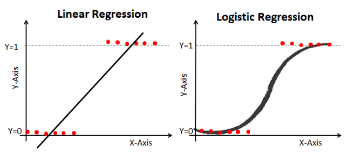 Linear Regression
Y=1
Y-Axis
Y=0
X-Axis
Logistic Regression
Y=1
Y-Axis
Y=0
X-Axis